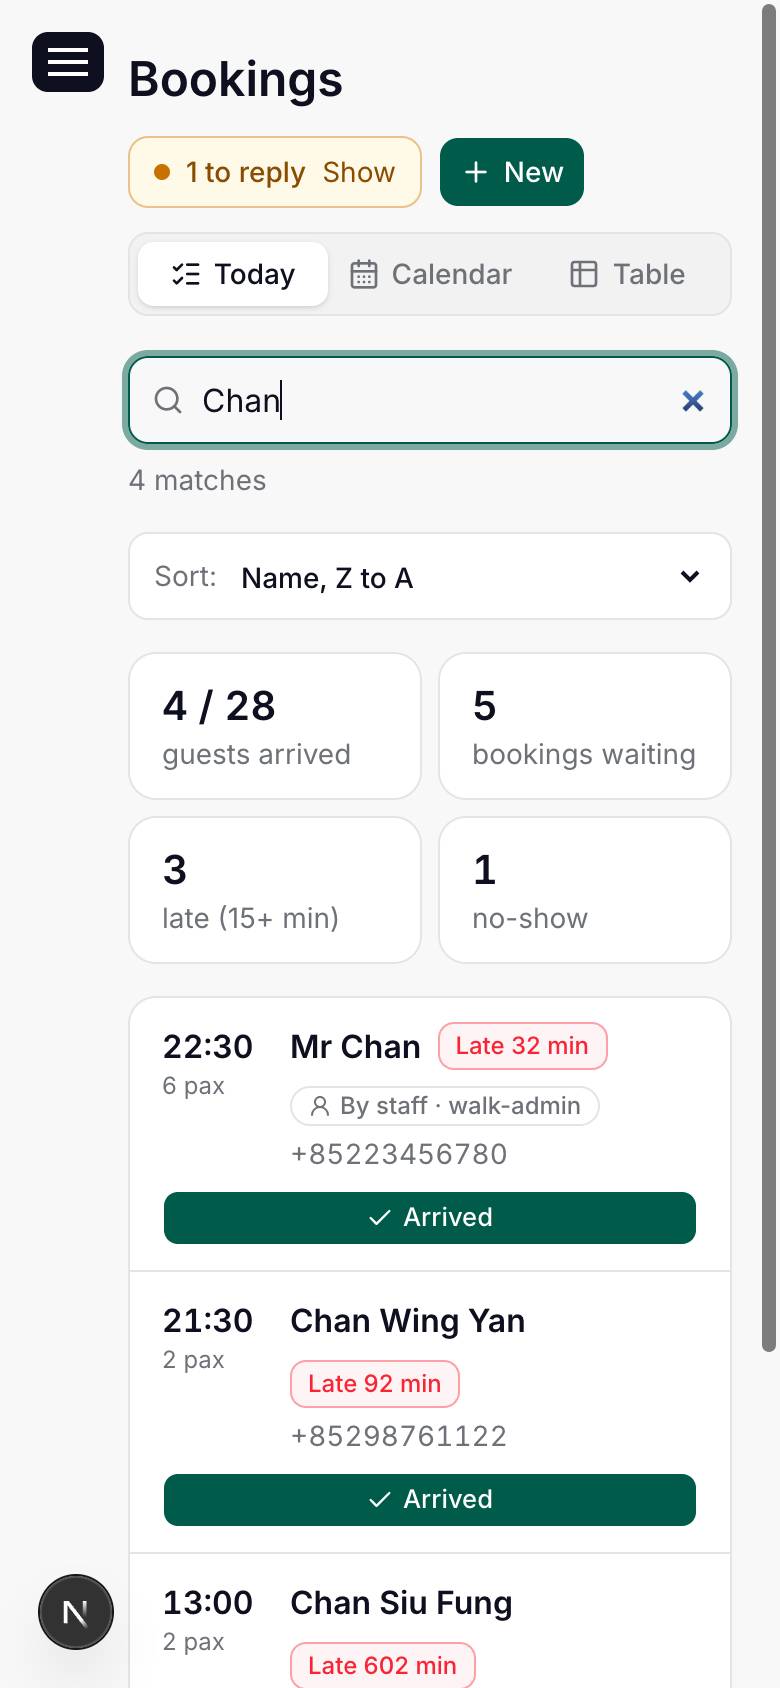 Bookings
1 to reply Show
+ New
Today Calendar Table
Chan
4 matches
Sort: Name, Z to A
4 / 28
guests arrived
5
bookings waiting
3
late (15+ min)
1
no-show
22:30 Mr Chan Late 32 min
6 pax
By staff · walk-admin
+85223456780
Arrived
21:30 Chan Wing Yan
2 pax
Late 92 min
+85298761122
Arrived
13:00 Chan Siu Fung
2 pax
Late 602 min
N